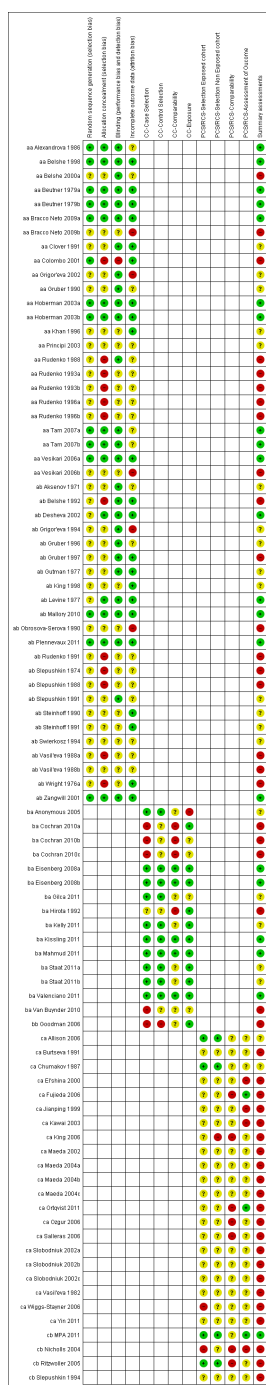 Random sequence generation (selection bias)
Allocation concealment (selection bias)
Blinding (performance bias and detection bias)
Incomplete outcome data (attrition bias)
CC-Case Selection
CC-Control Selection
CC-Comparability
CC-Exposure
PCS/RCS-Selection Exposed cohort
PCS/RCS-Selection Non Exposed cohort
PCS/RCS-Comparability
PCS/RCS-Assessment of Outcome
Summary assessments
aa Alexandrova 1986
aa Belshe 1998
aa Belshe 2000a
aa Beutner 1979a
aa Beutner 1979b
aa Bracco Neto 2009a
aa Bracco Neto 2009b
aa Clover 1991
aa Colombo 2001
aa Grigor'eva 2002
aa Gruber 1990
aa Hoberman 2003a
aa Hoberman 2003b
aa Khan 1996
aa Principi 2003
aa Rudenko 1988
aa Rudenko 1993a
aa Rudenko 1993b
aa Rudenko 1996a
aa Rudenko 1996b
aa Tam 2007a
aa Tam 2007b
aa Vesikari 2006a
aa Vesikari 2006b
ab Aksenov 1971
ab Belshe 1992
ab Desheva 2002
ab Grigor'eva 1994
ab Gruber 1996
ab Gruber 1997
ab Gutman 1977
ab King 1998
ab Levine 1977
ab Mallory 2010
ab Obrosova-Serova 1990
ab Plennevaux 2011
ab Rudenko 1991
ab Slepushkin 1974
ab Slepushkin 1988
ab Slepushkin 1991
ab Steinhoff 1990
ab Steinhoff 1991
ab Swierkosz 1994
ab Vasil'eva 1988a
ab Vasil'eva 1988b
ab Wright 1976a
ab Zangwill 2001
ba Anonymous 2005
ba Cochran 2010a
ba Cochran 2010b
ba Cochran 2010c
ba Eisenberg 2008a
ba Eisenberg 2008b
ba Gilca 2011
ba Hirota 1992
ba Kelly 2011
ba Kissling 2011
ba Mahmud 2011
ba Staat 2011a
ba Staat 2011b
ba Valenciano 2011
ba Van Buynder 2010
bb Goodman 2006
ca Allison 2006
ca Burtseva 1991
ca Chumakov 1987
ca El'shina 2000
ca Fujieda 2006
ca Jianping 1999
ca Kawai 2003
ca King 2006
ca Maeda 2002
ca Maeda 2004a
ca Maeda 2004b
ca Maeda 2004c
ca Ortqvist 2011
ca Ozgur 2006
ca Salleras 2006
ca Slobodniuk 2002a
ca Slobodniuk 2002b
ca Slobodniuk 2002c
ca Vasil'eva 1982
ca Wiggs-Stayner 2006
ca Yin 2011
cb MPA 2011
cb Nicholls 2004
cb Ritzwoller 2005
cb Slepushkin 1994